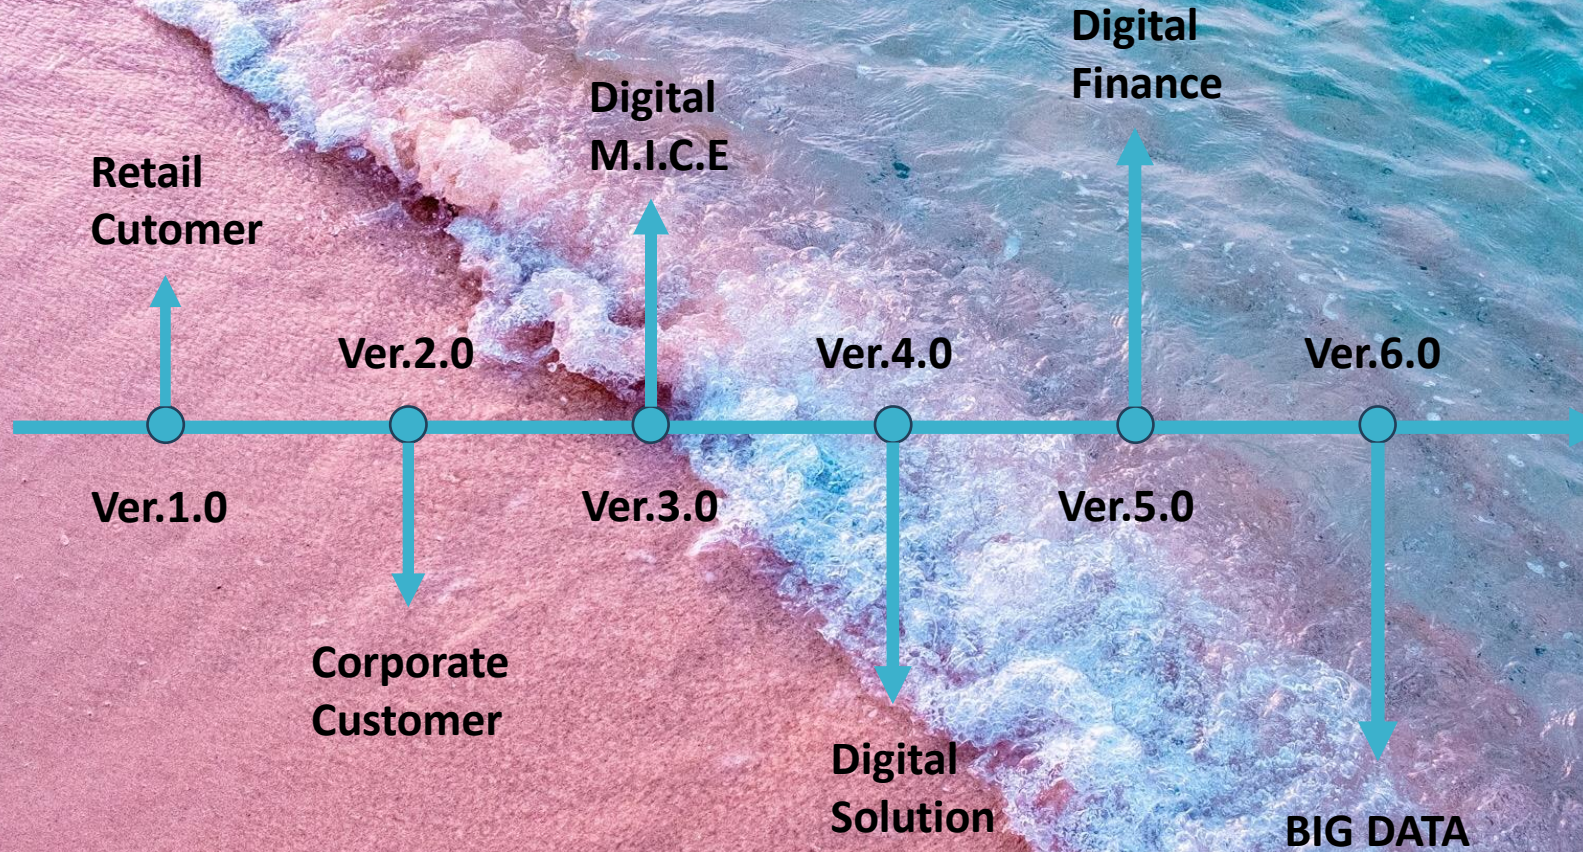 Digital
Finance
Digital
M.I.C.E
Retail
Cutomer
Ver.2.0
Ver.4.0
Ver.6.0
Ver.1.0
Ver.3.0
Ver.5.0
Corporate
Customer
Digital
Solution
BIG DATA